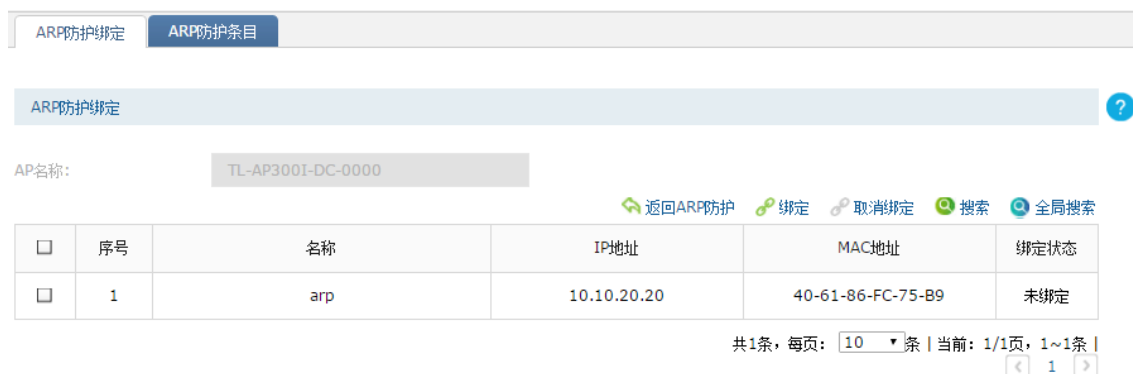 ARP防护绑定 ARP防护条目
ARP防护绑定 ?
AP名称: TL-AP300I-DC-0000
返回ARP防护 绑定 取消绑定 搜索 全局搜索
序号 名称 IP地址 MAC地址 绑定状态
1 arp 10.10.20.20 40-61-86-FC-75-B9 未绑定
共1条，每页: 10 条 | 当前: 1/1页, 1~1条 |
< 1 >